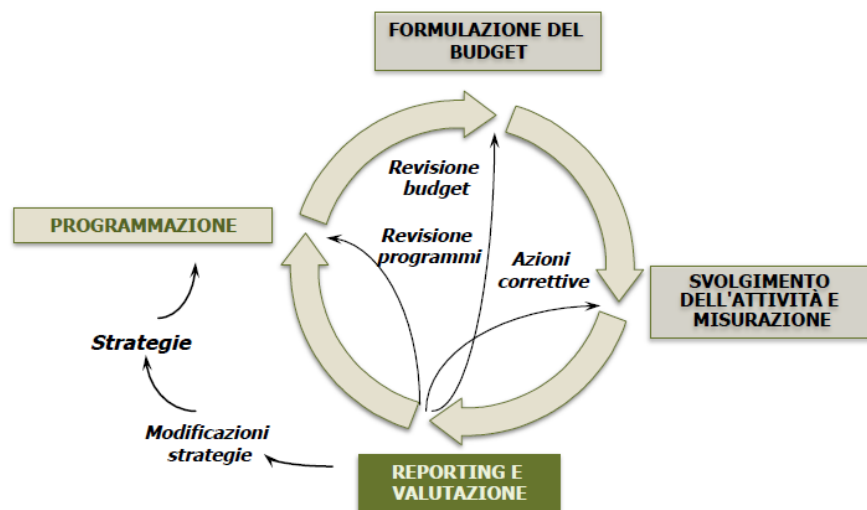 FORMULAZIONE DEL
BUDGET
Revisione
budget
PROGRAMMAZIONE
Revisione
programmi
Azioni
correttive
SVOLGIMENTO
DELL'ATTIVITÀ E
MISURAZIONE
Strategie
Modificazioni
strategie
REPORTING E
VALUTAZIONE